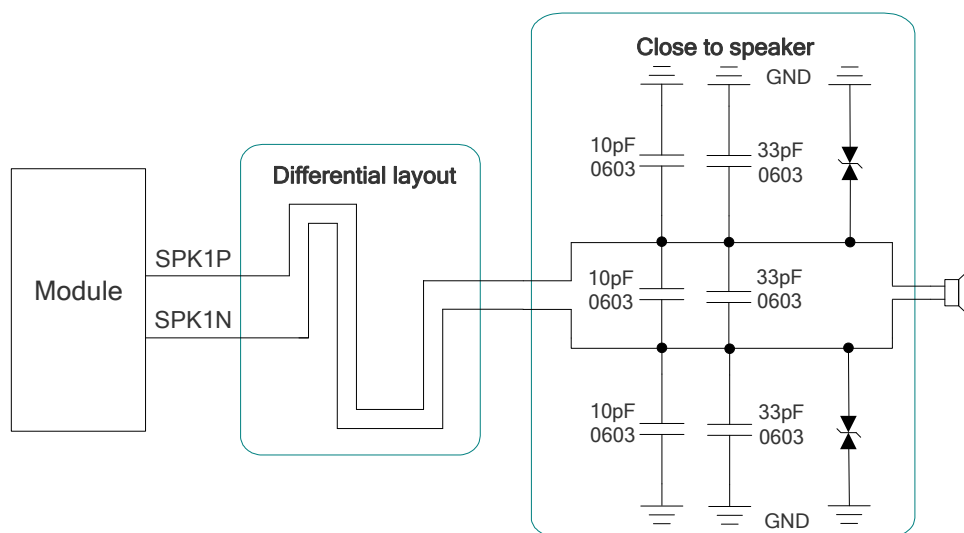 Close to speaker
GND
10pF
0603
33pF
0603
Differential layout
SPK1P
Module
10pF
0603
33pF
0603
SPK1N
10pF
0603
33pF
0603
GND